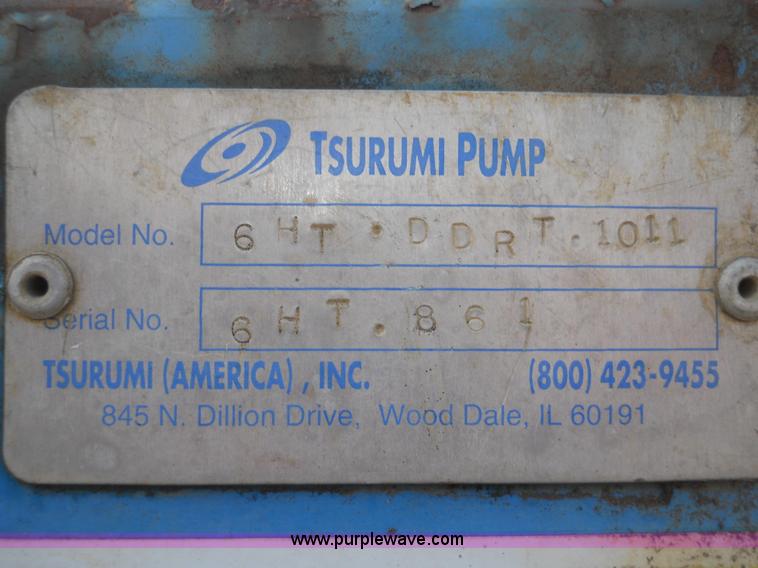 TSURUMI PUMP
Model No. 6HT.DDRT.1011
Serial No. 6HT.861
TSURUMI (AMERICA) , INC. (800) 423-9455
845 N. Dillion Drive, Wood Dale, IL 60191
www.purplewave.com